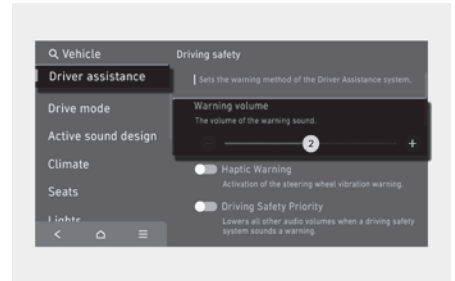 Vehicle
Driver assistance
Drive mode
Active sound design
Climate
Seats
Lights
Driving safety
Sets the warning method of the Driver Assistance system.
Warning volume
The volume of the warning sound.
2
Haptic Warning
Activation of the steering wheel vibration warning.
Driving Safety Priority
Lowers all other audio volumes when a driving safety
system sounds a warning.